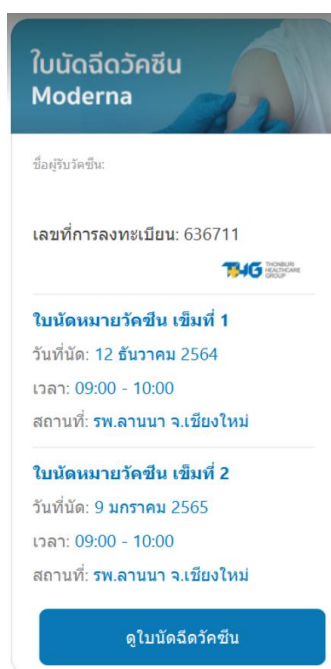 ใบนัดฉีดวัคซีน
Moderna
ชื่อผู้รับวัคซีน:
เลขที่การลงทะเบียน: 636711
THG THONBURI
HEALTHCARE
GROUP
ใบนัดหมายวัคซีน เข็มที่ 1
วันที่นัด: 12 ธันวาคม 2564
เวลา: 09:00 - 10:00
สถานที่: รพ.ลานนา จ.เชียงใหม่
ใบนัดหมายวัคซีน เข็มที่ 2
วันที่นัด: 9 มกราคม 2565
เวลา: 09:00 - 10:00
สถานที่: รพ.ลานนา จ.เชียงใหม่
ดูใบนัดฉีดวัคซีน